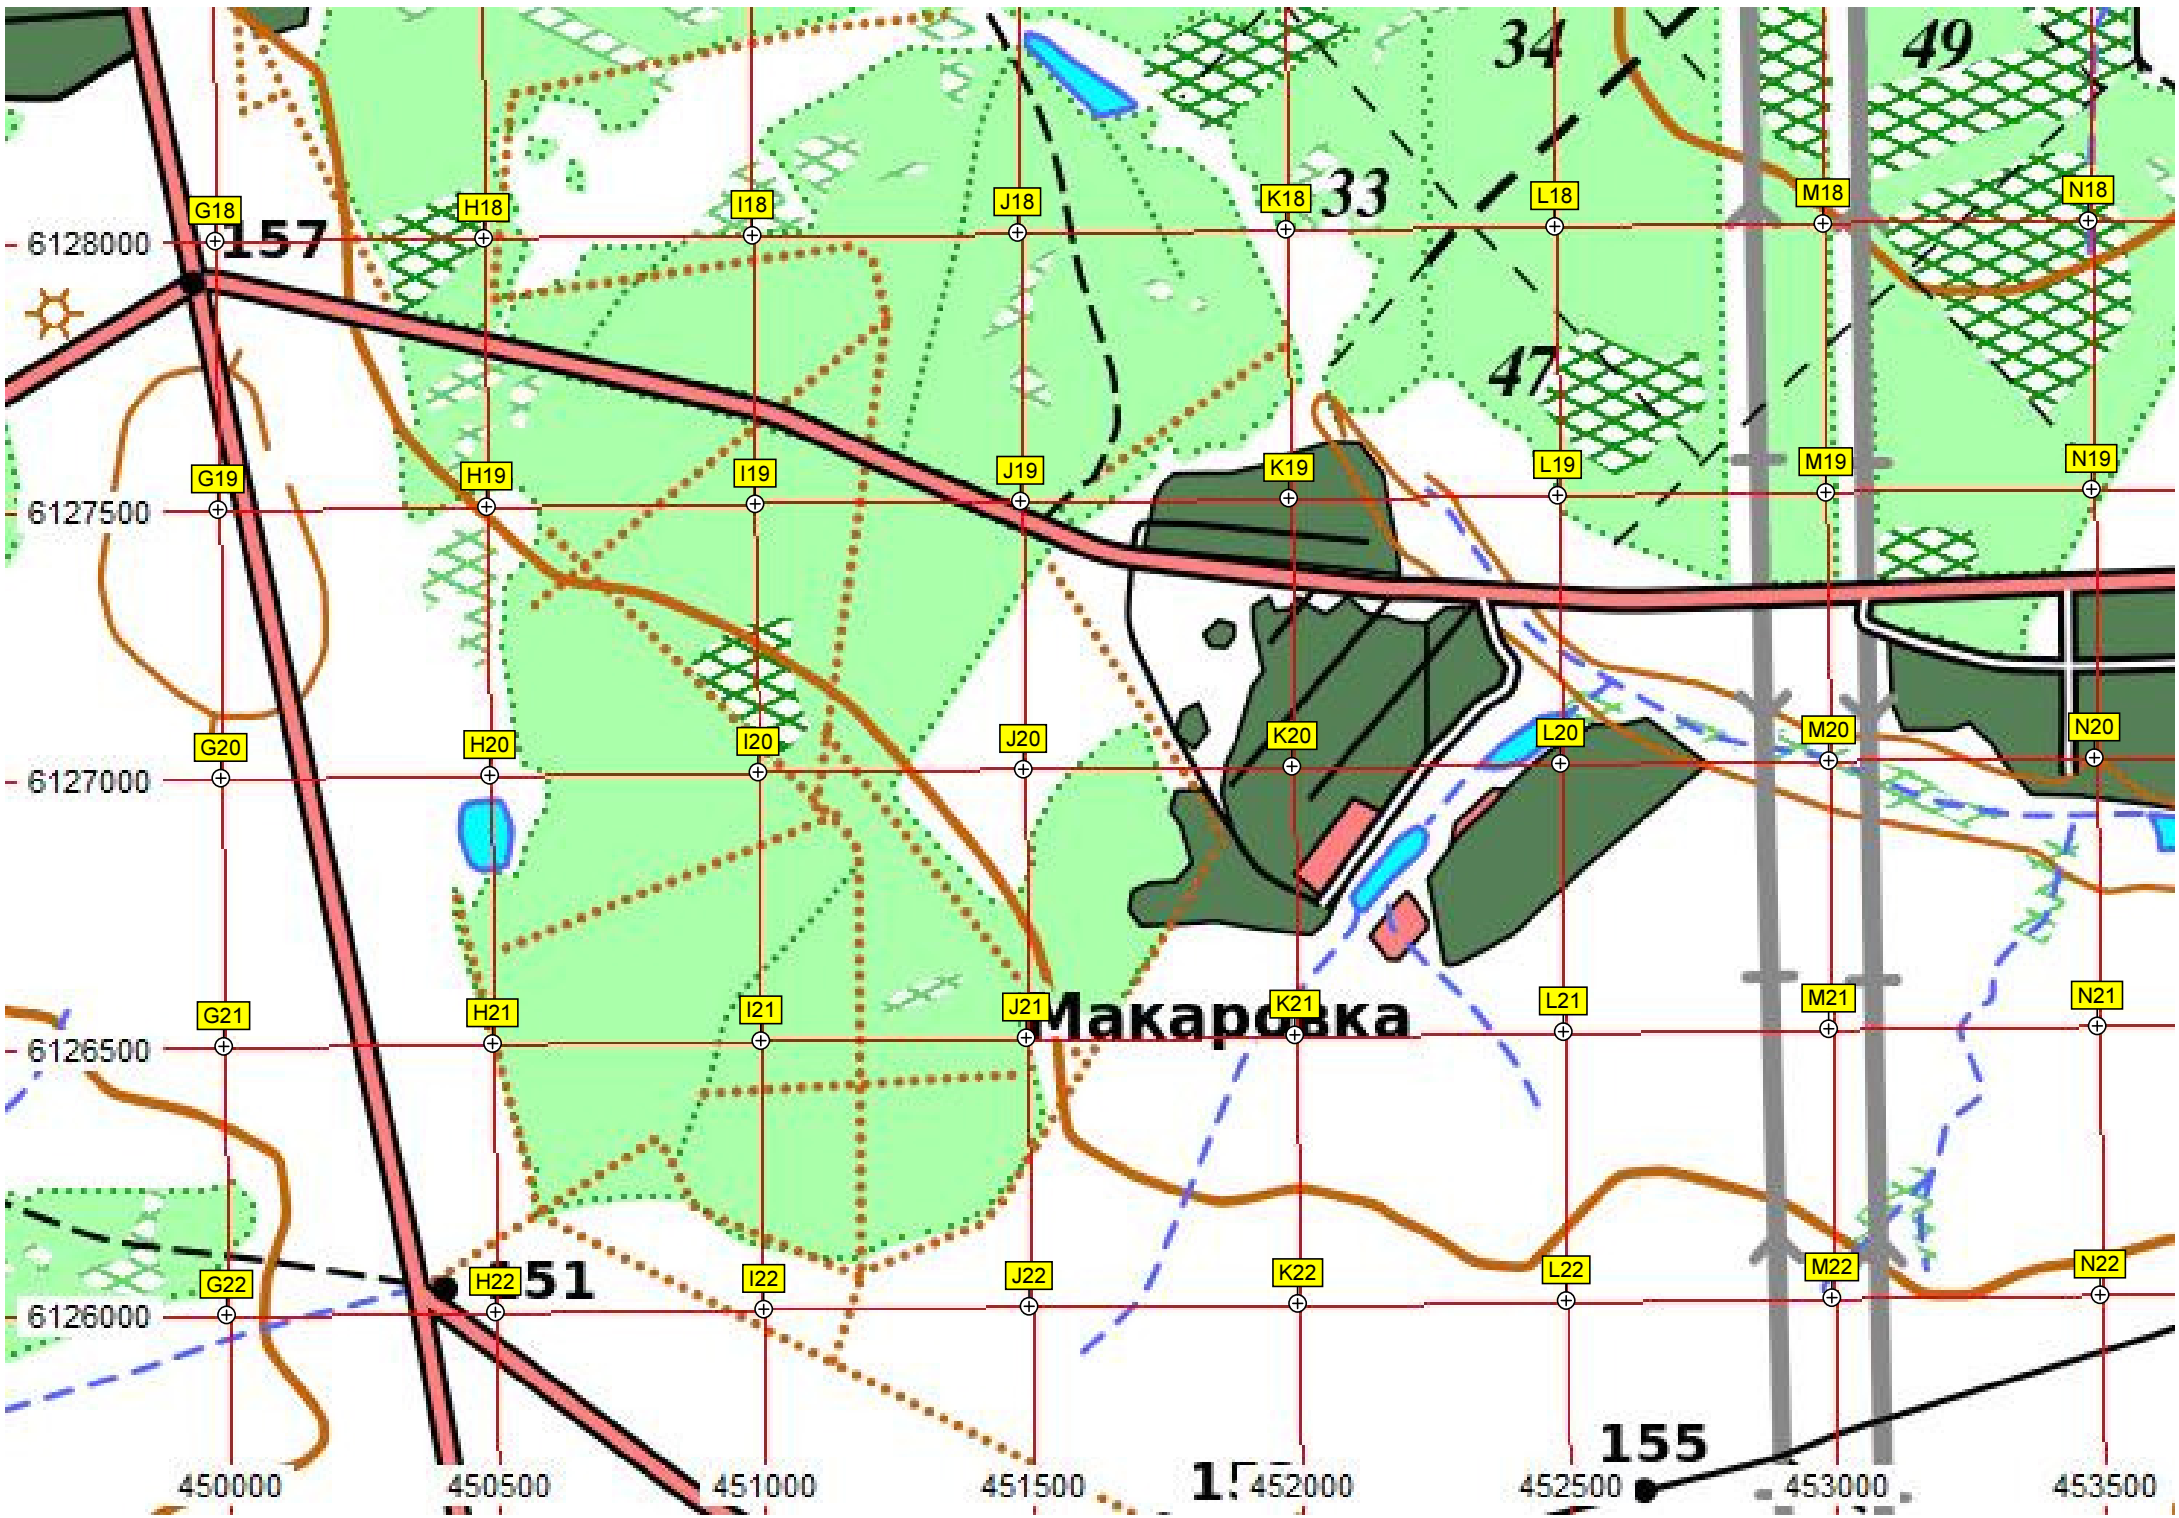 34 49
33
G18 H18 I18 J18 K18 L18 M18 N18
6128000 157
47
G19 H19 I19 J19 K19 L19 M19 N19
6127500
G20 H20 I20 J20 K20 L20 M20 N20
6127000
G21 H21 I21 J21 K21 L21 M21 N21
Макаровка
6126500
G22 H22 I22 J22 K22 L22 M22 N22
151
6126000
155
450000 450500 451000 451500 452000 452500 453000 453500